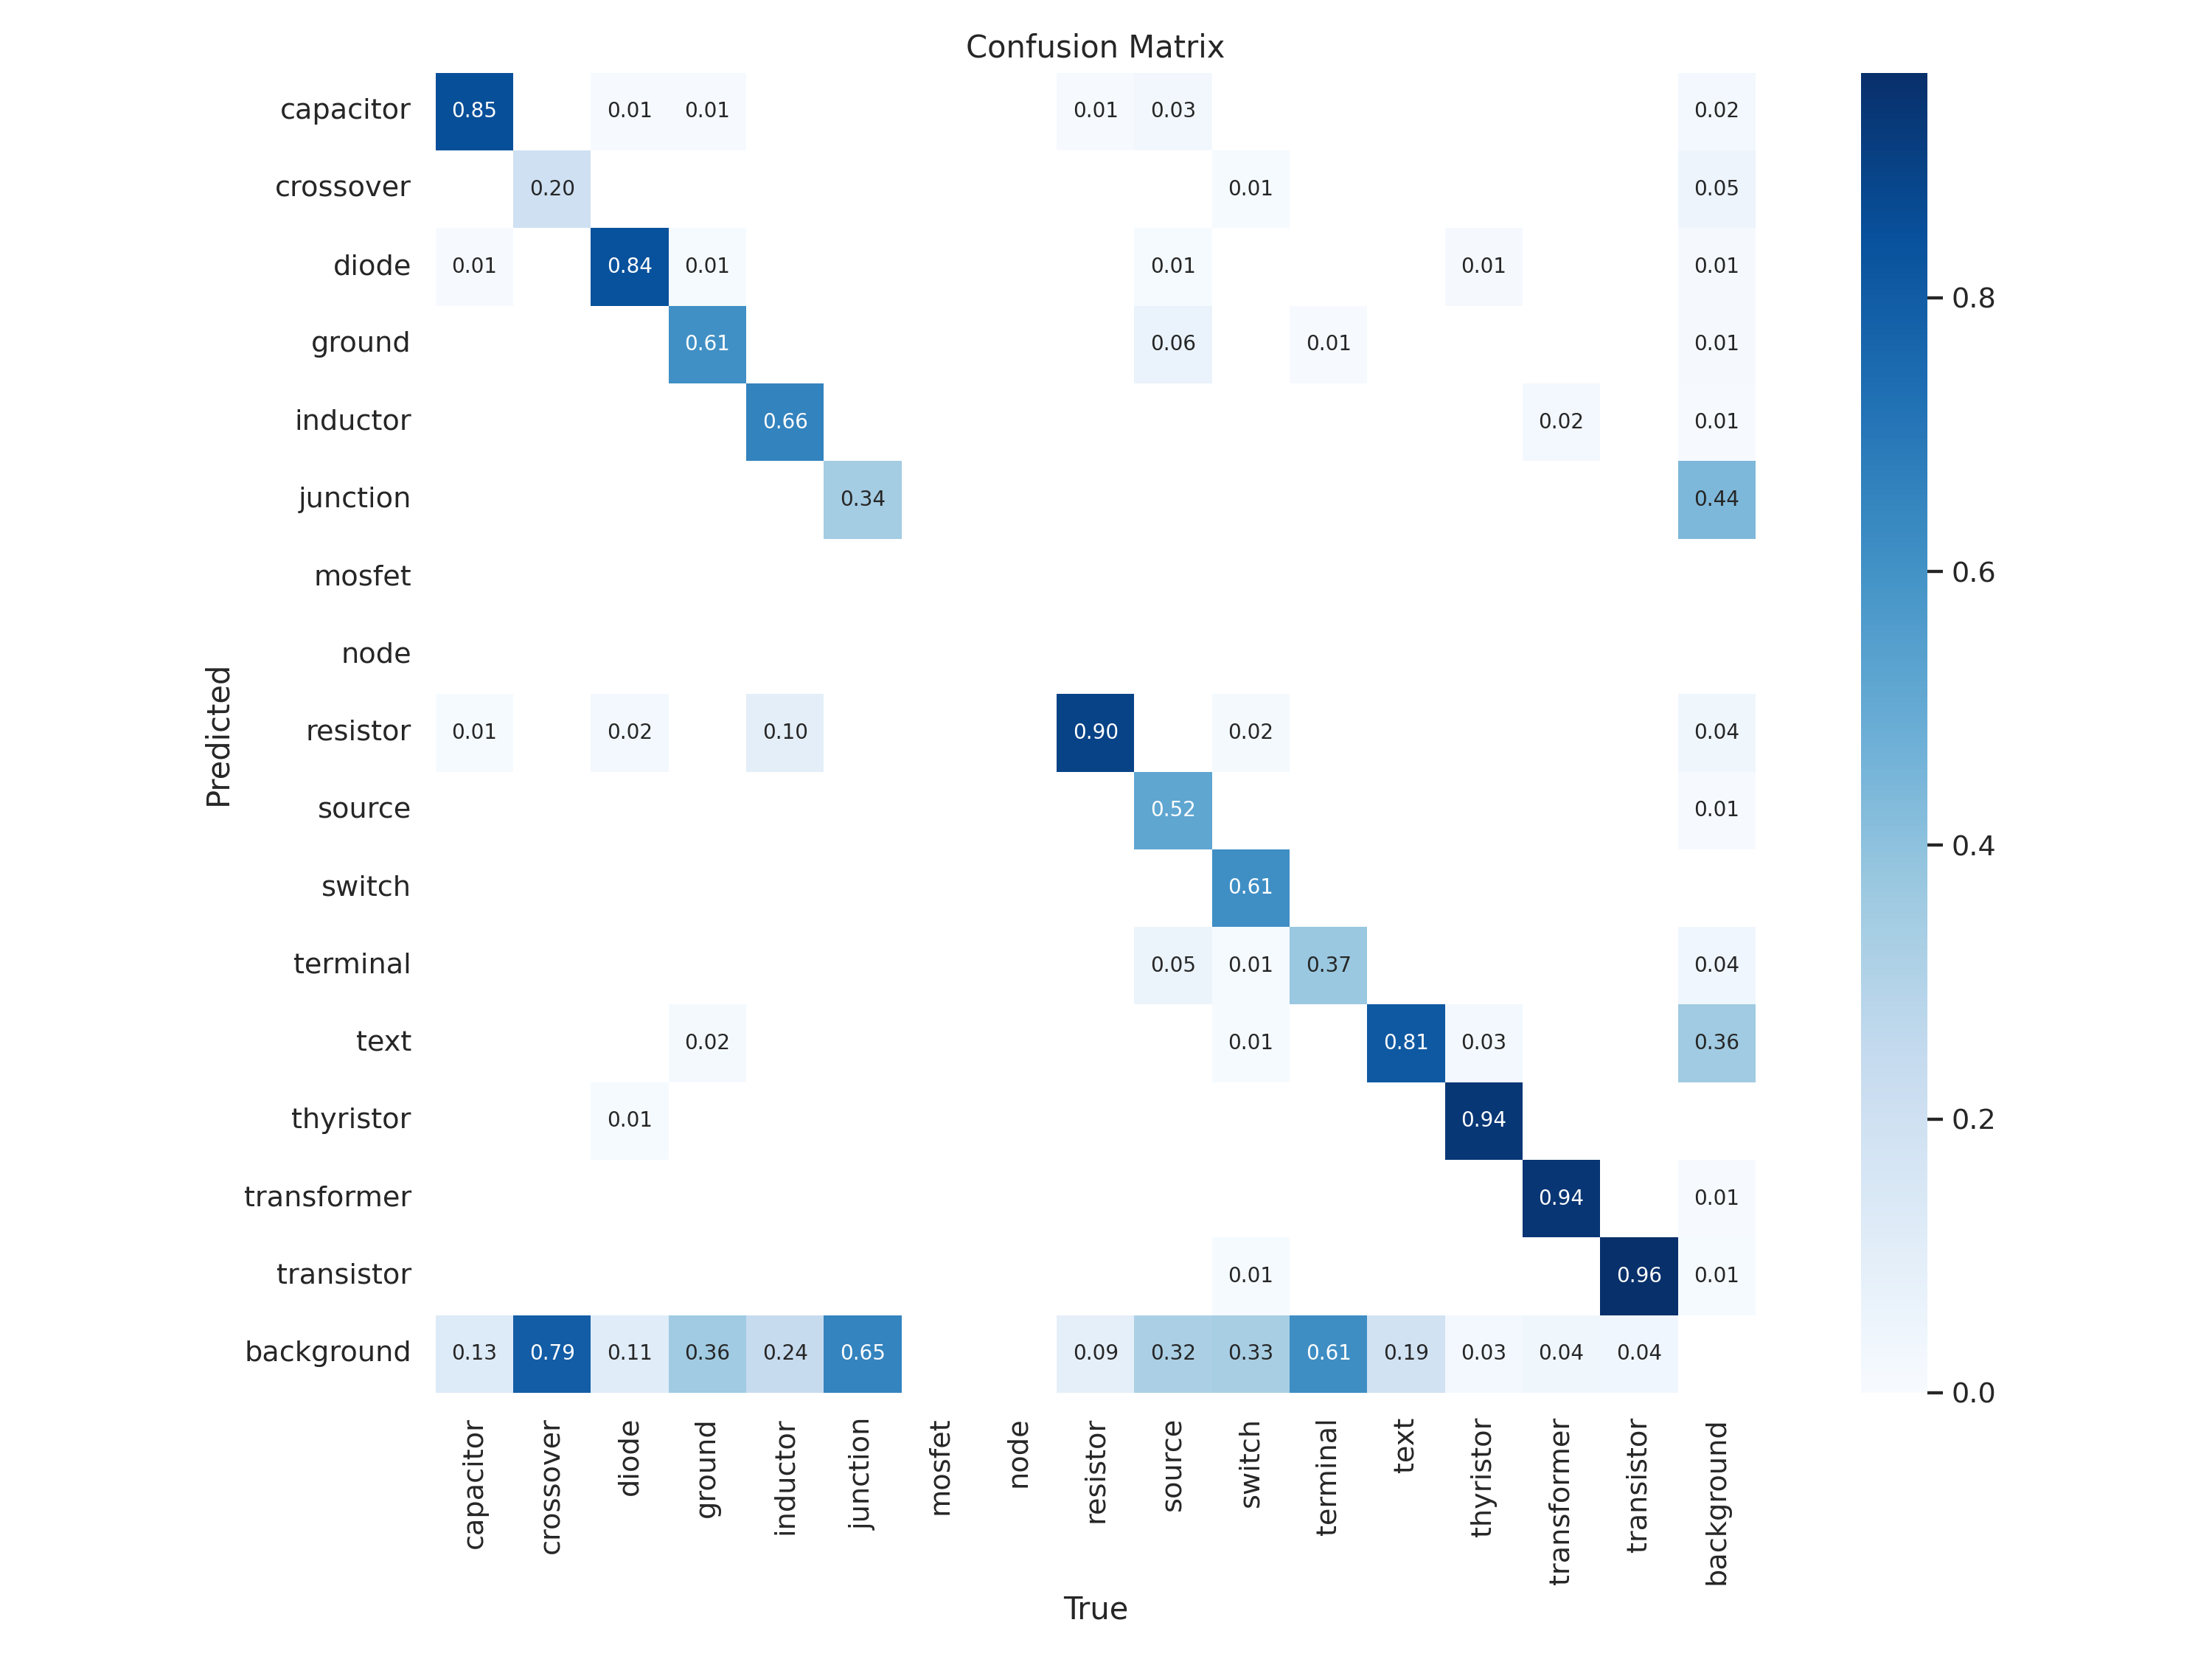 Confusion Matrix
Predicted
capacitor 0.85 0.01 0.01 0.01 0.03 0.02
crossover 0.20 0.01 0.05
diode 0.01 0.84 0.01 0.01 0.01 0.01
0.8
ground 0.61 0.06 0.01 0.01
inductor 0.66 0.02 0.01
junction 0.34 0.44
mosfet
0.6
node
resistor 0.01 0.02 0.10 0.90 0.02 0.04
source 0.52 0.01
0.4
switch 0.61
terminal 0.05 0.01 0.37 0.04
text 0.02 0.01 0.81 0.03 0.36
thyristor 0.01 0.94
0.2
transformer 0.94 0.01
transistor 0.01 0.96 0.01
background 0.13 0.79 0.11 0.36 0.24 0.65 0.09 0.32 0.33 0.61 0.19 0.03 0.04 0.04
0.0
capacitor
crossover
diode
ground
inductor
junction
mosfet
node
resistor
source
switch
terminal
text
thyristor
transformer
transistor
background
True